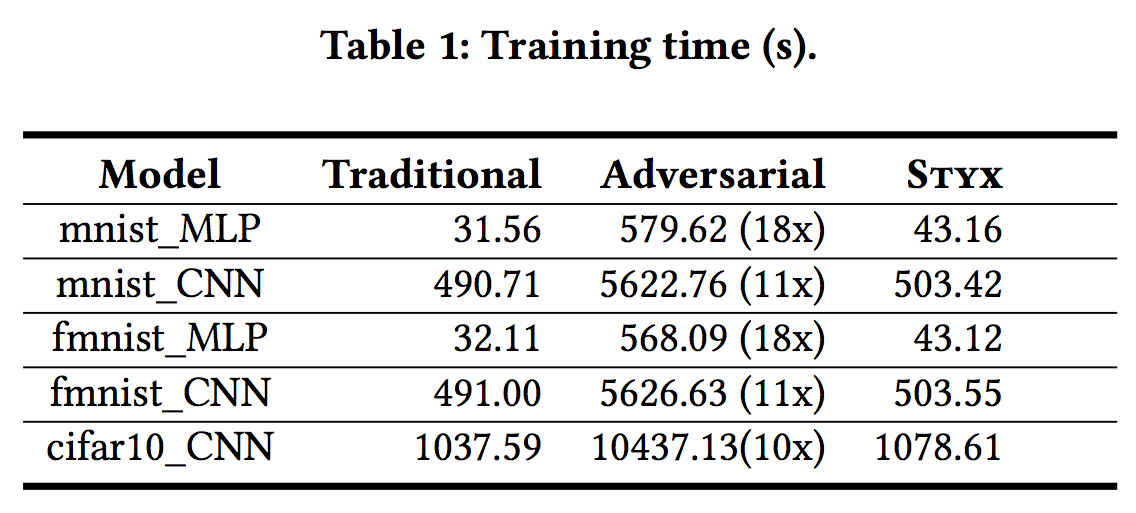 Table 1: Training time (s).
Model Traditional Adversarial Styx
mnist_MLP 31.56 579.62 (18x) 43.16
mnist_CNN 490.71 5622.76 (11x) 503.42
fmnist_MLP 32.11 568.09 (18x) 43.12
fmnist_CNN 491.00 5626.63 (11x) 503.55
cifar10_CNN 1037.59 10437.13(10x) 1078.61